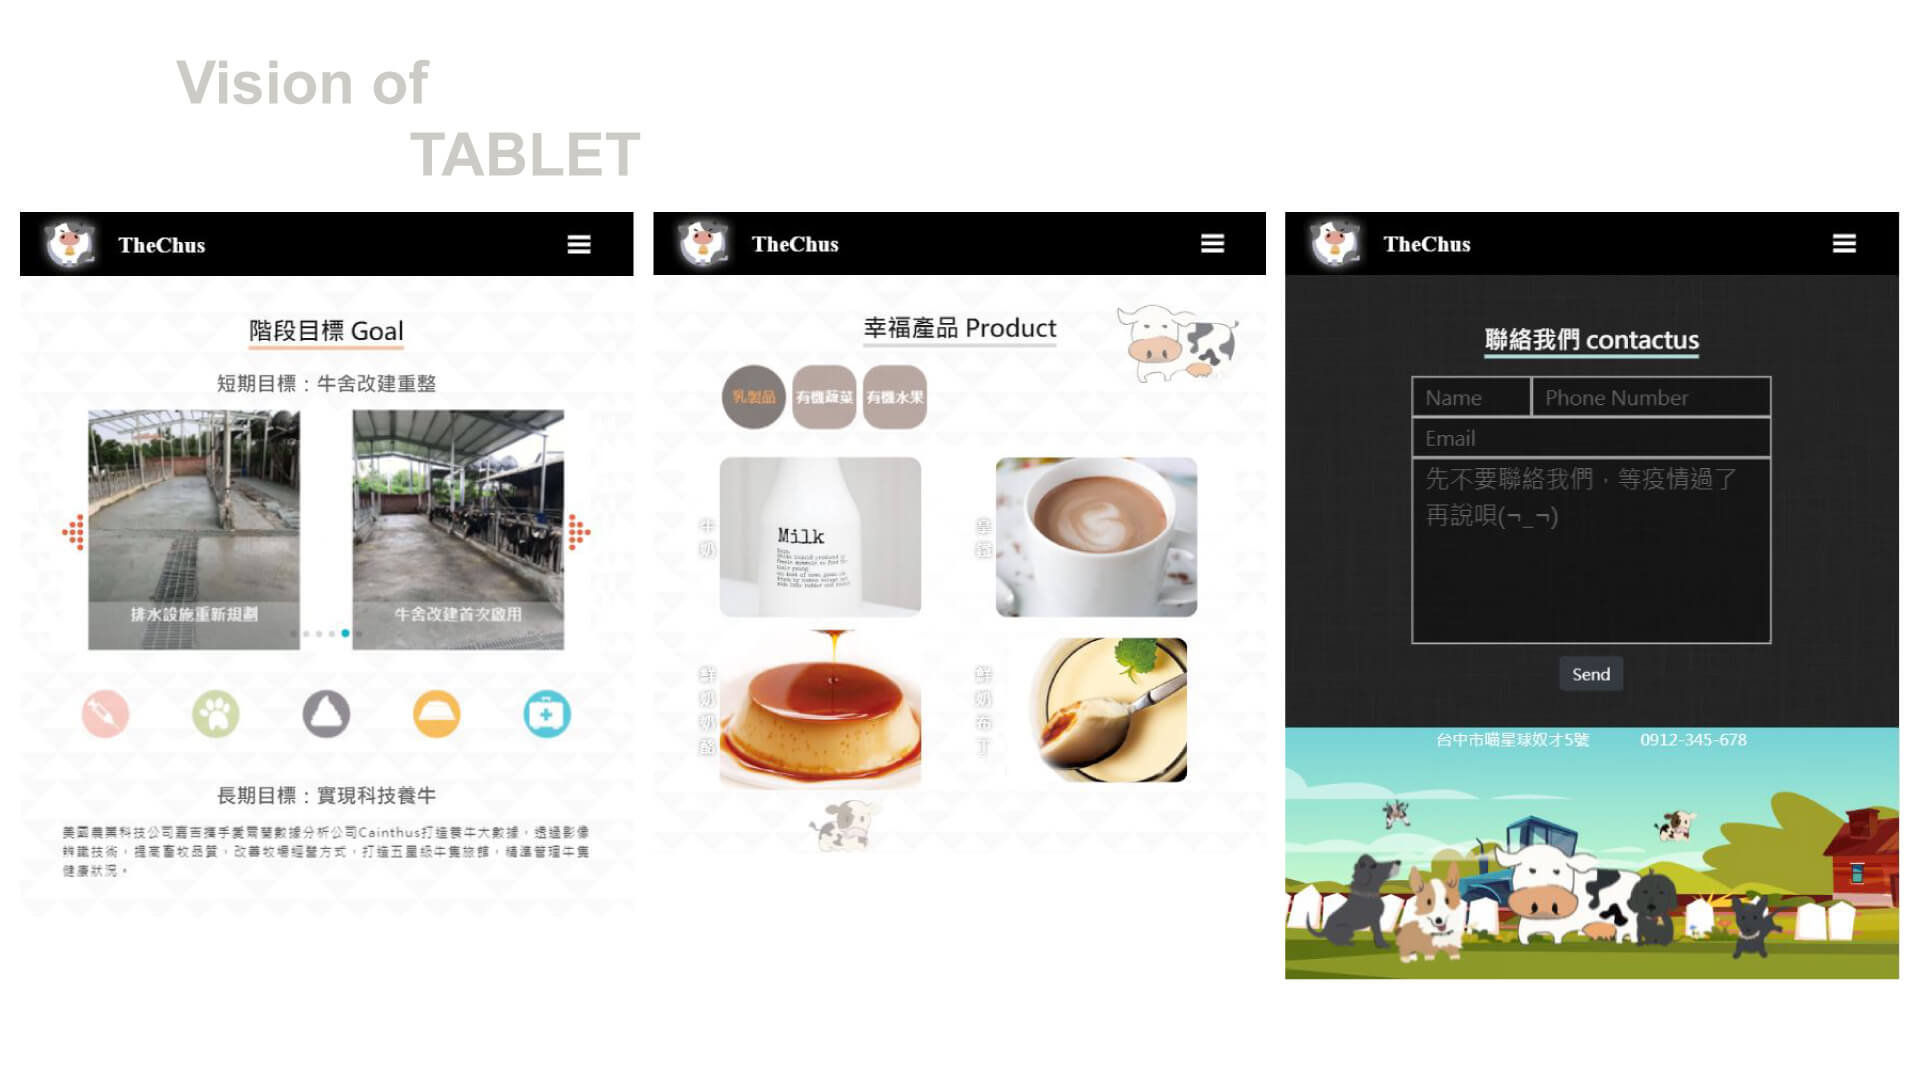 Vision of
TABLET
TheChus
階段目標 Goal
短期目標：牛舍改建重整
排水設施重新規劃
牛舍改建首次啟用
長期目標：實現科技養牛
美國農業科技公司嘉吉攜手愛爾蘭數據分析公司Cainthus打造養牛大數據，透過影像
辨識技術，提高畜牧品質，改善牧場經營方式，打造五星級牛隻旅館，精準管理牛隻
健康狀況。
TheChus
幸福產品 Product
乳製品
有機蔬菜
有機水果
牛奶
Milk
鮮奶奶酪
鮮奶布丁
TheChus
聯絡我們 contactus
Name
Phone Number
Email
先不要聯絡我們，等疫情過了
再說唄(¬_¬)
Send
台中市喵星球奴才5號
0912-345-678